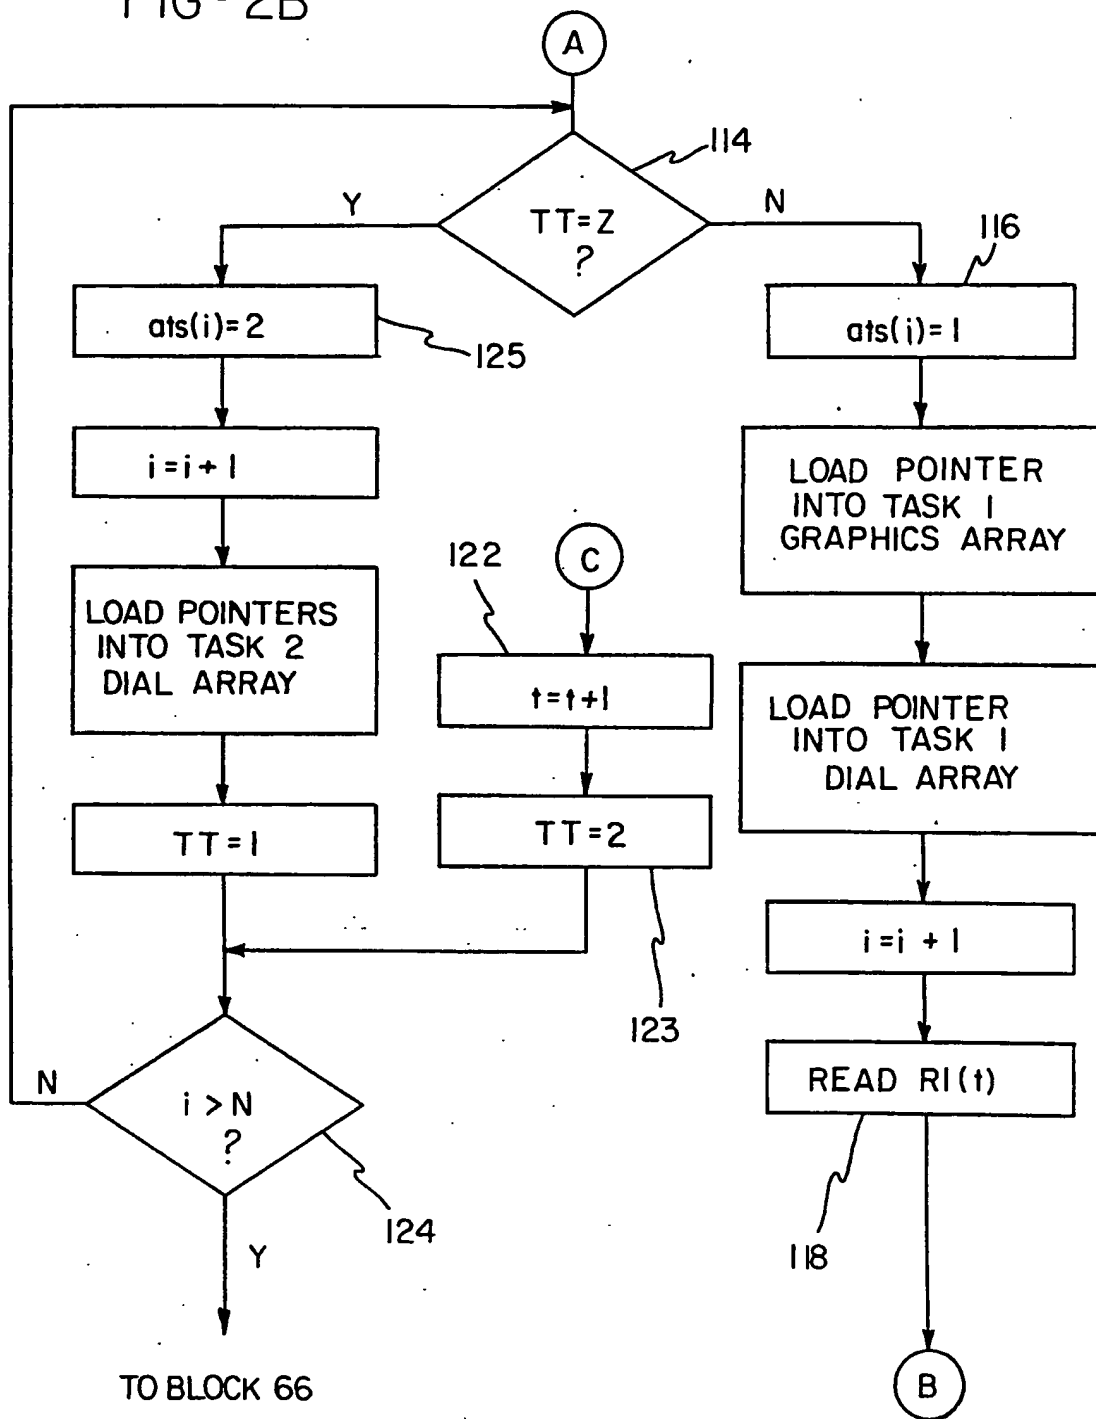 FIG - 2B
A
114
TT=Z
?
Y
N
116
ats(i)=2
125
ats(i)=1
i=i+1
LOAD POINTER
INTO TASK 1
GRAPHICS ARRAY
LOAD POINTERS
INTO TASK 2
DIAL ARRAY
122
C
t=t+1
LOAD POINTER
INTO TASK 1
DIAL ARRAY
TT=1
TT=2
123
i=i+1
READ RI(t)
118
N
i>N
?
124
Y
TO BLOCK 66
B